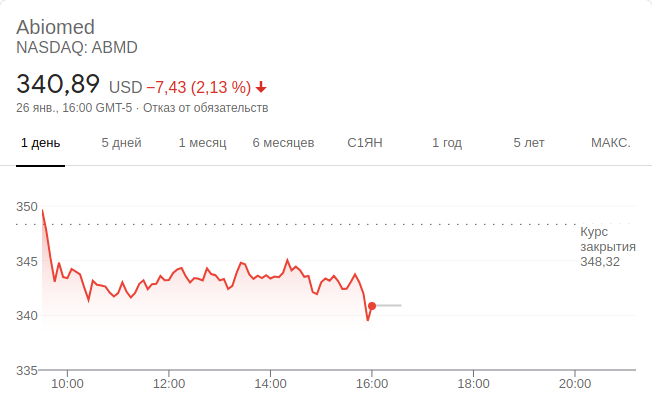 Abiomed
NASDAQ: ABMD
340,89 USD −7,43 (2,13 %)
26 янв., 16:00 GMT-5 · Отказ от обязательств
1 день 5 дней 1 месяц 6 месяцев С1ЯН 1 год 5 лет МАКС.
350
Курс
закрытия
348,32
345
340
335
10:00 12:00 14:00 16:00 18:00 20:00